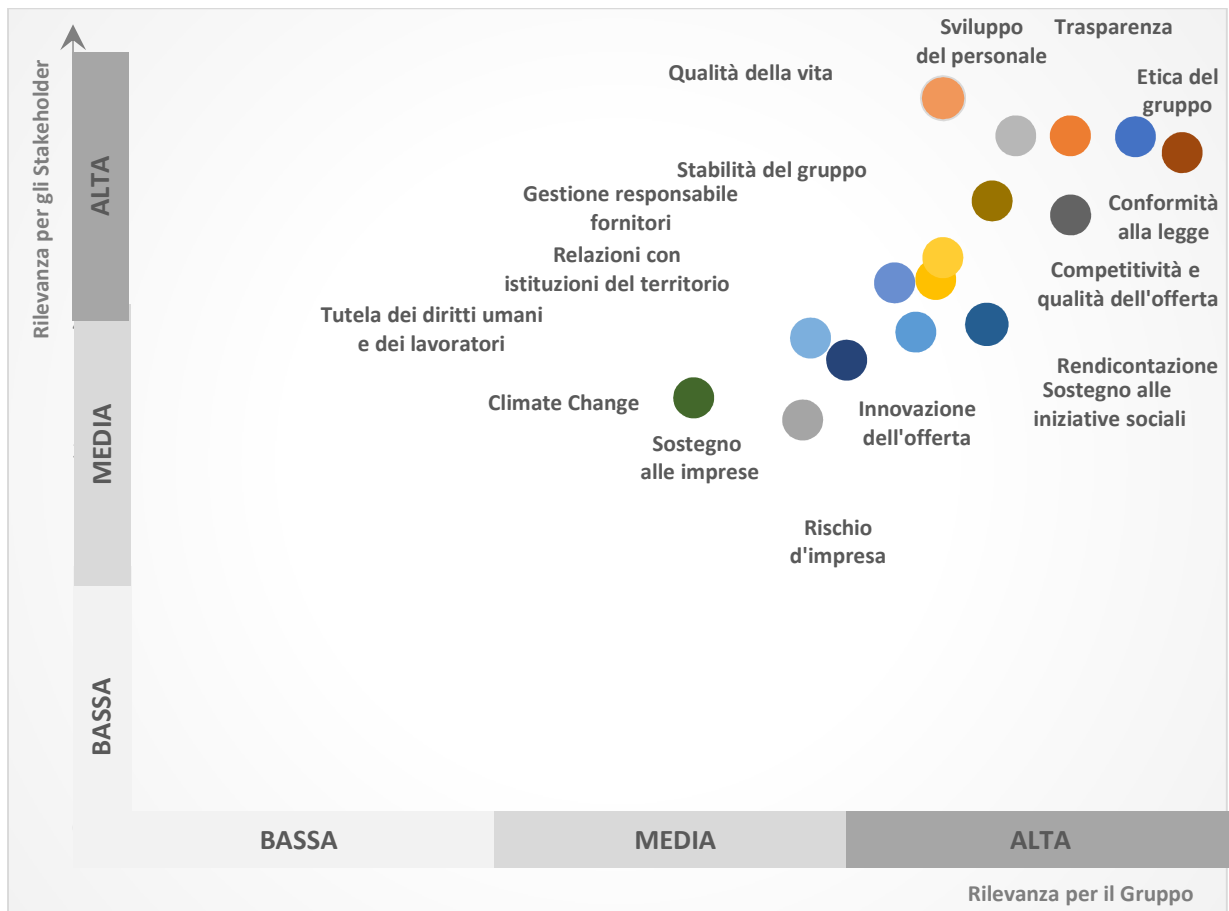 Sviluppo
del personale
Trasparenza
Qualità della vita
Etica del
gruppo
Rilevanza per gli Stakeholder
ALTA
Stabilità del gruppo
Gestione responsabile
fornitori
Conformità
alla legge
Relazioni con
istituzioni del territorio
Competitività e
qualità dell'offerta
Tutela dei diritti umani
e dei lavoratori
Rendicontazione
Sostegno alle
iniziative sociali
MEDIA
Climate Change
Innovazione
dell'offerta
Sostegno
alle imprese
Rischio
d'impresa
BASSA
BASSA
MEDIA
ALTA
Rilevanza per il Gruppo